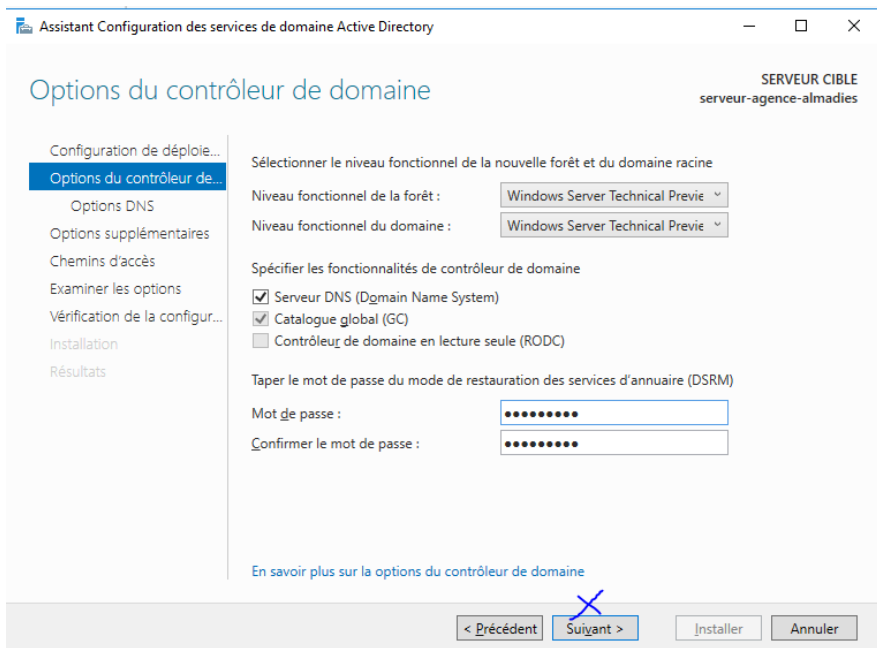 Assistant Configuration des services de domaine Active Directory
Options du contrôleur de domaine
SERVEUR CIBLE
serveur-agence-almadies
Configuration de déploie...
Options du contrôleur de...
Options DNS
Options supplémentaires
Chemins d'accès
Examiner les options
Vérification de la configur...
Installation
Résultats
Sélectionner le niveau fonctionnel de la nouvelle forêt et du domaine racine
Niveau fonctionnel de la forêt :
Windows Server Technical Previe
Niveau fonctionnel du domaine :
Windows Server Technical Previe
Spécifier les fonctionnalités de contrôleur de domaine
Serveur DNS (Domain Name System)
Catalogue global (GC)
Contrôleur de domaine en lecture seule (RODC)
Taper le mot de passe du mode de restauration des services d'annuaire (DSRM)
Mot de passe :
•••••••••
Confirmer le mot de passe :
•••••••••
En savoir plus sur la options du contrôleur de domaine
< Précédent
Suivant >
Installer
Annuler